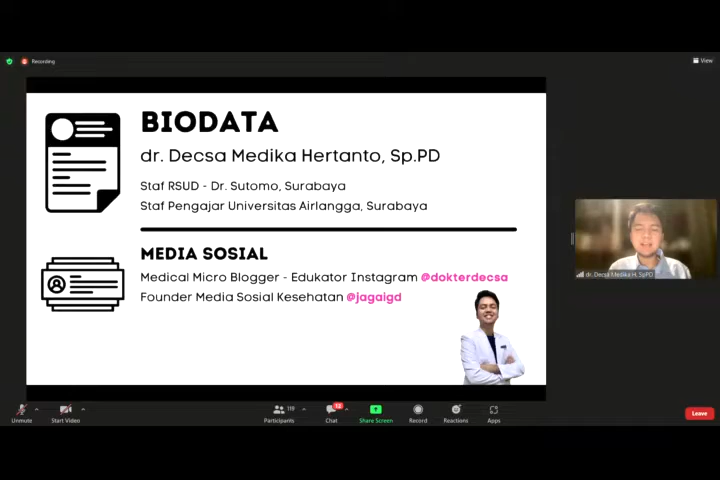 Recording
View
BIODATA
dr. Decsa Medika Hertanto, Sp.PD
Staf RSUD - Dr. Sutomo, Surabaya
Staf Pengajar Universitas Airlangga, Surabaya
MEDIA SOSIAL
Medical Micro Blogger - Edukator Instagram @dokterdecsa
Founder Media Sosial Kesehatan @jagaigd
dr. Decsa Medika H. SpPD
Unmute
Start Video
Participants
119
Chat
Share Screen
Record
Reactions
Apps
Leave